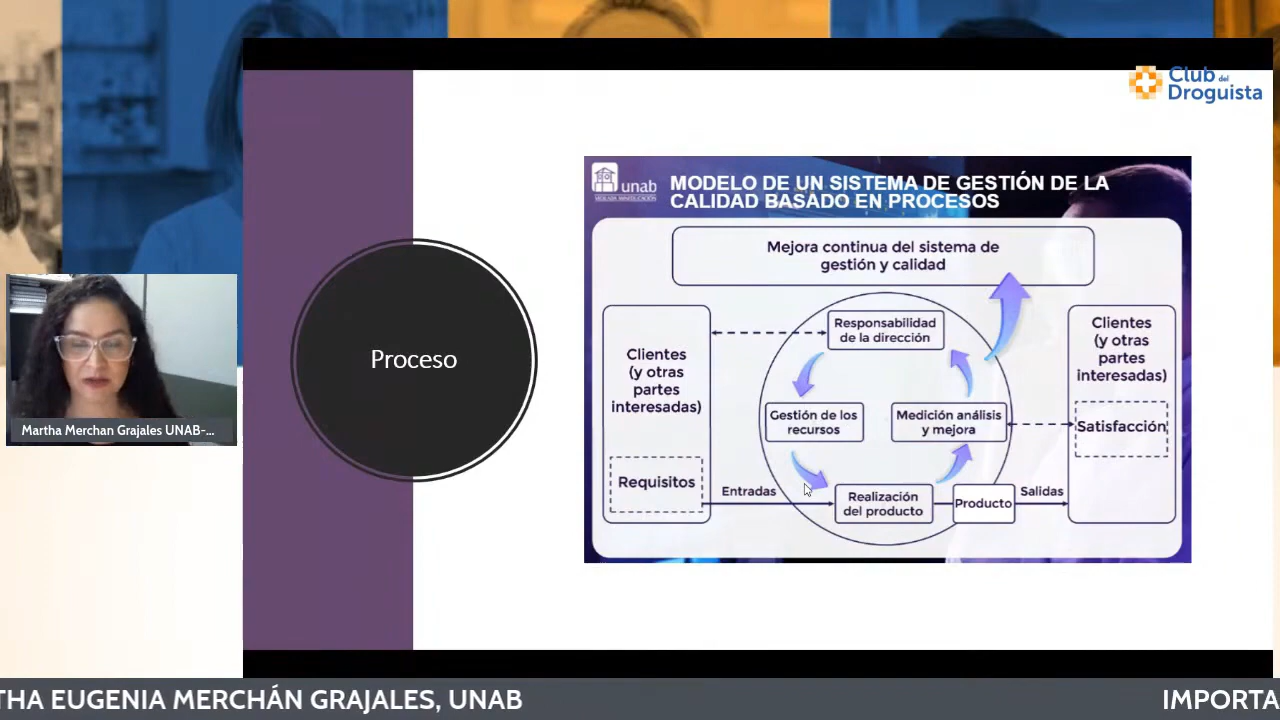 Club del
Droguista
unab
MODELO DE UN SISTEMA DE GESTIÓN DE LA
CALIDAD BASADO EN PROCESOS
Mejora continua del sistema de
gestión y calidad
Proceso
Clientes
(y otras
partes
interesadas)
Requisitos
Entradas
Responsabilidad
de la dirección
Gestión de los
recursos
Medición análisis
y mejora
Realización
del producto
Producto
Salidas
Clientes
(y otras
partes
interesadas)
Satisfacción
Martha Merchan Grajales UNAB-...
THA EUGENIA MERCHÁN GRAJALES, UNAB
IMPORTA